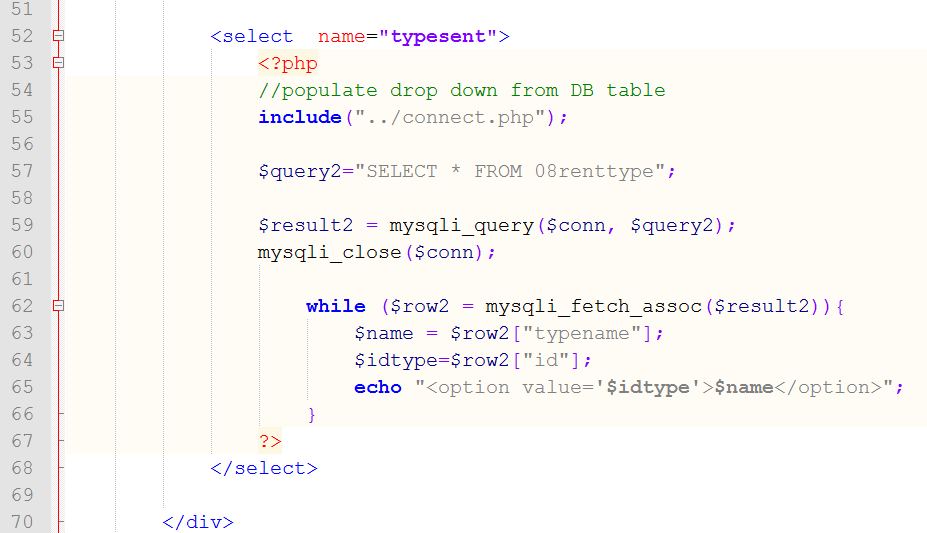 51
52 <select  name="typesent">
53 <?php
54 //populate drop down from DB table
55 include("../connect.php");
56
57 $query2="SELECT * FROM 08renttype";
58
59 $result2 = mysqli_query($conn, $query2);
60 mysqli_close($conn);
61
62 while ($row2 = mysqli_fetch_assoc($result2)){
63 $name = $row2["typename"];
64 $idtype=$row2["id"];
65 echo "<option value='$idtype'>$name</option>";
66 }
67 ?>
68 </select>
69
70 </div>